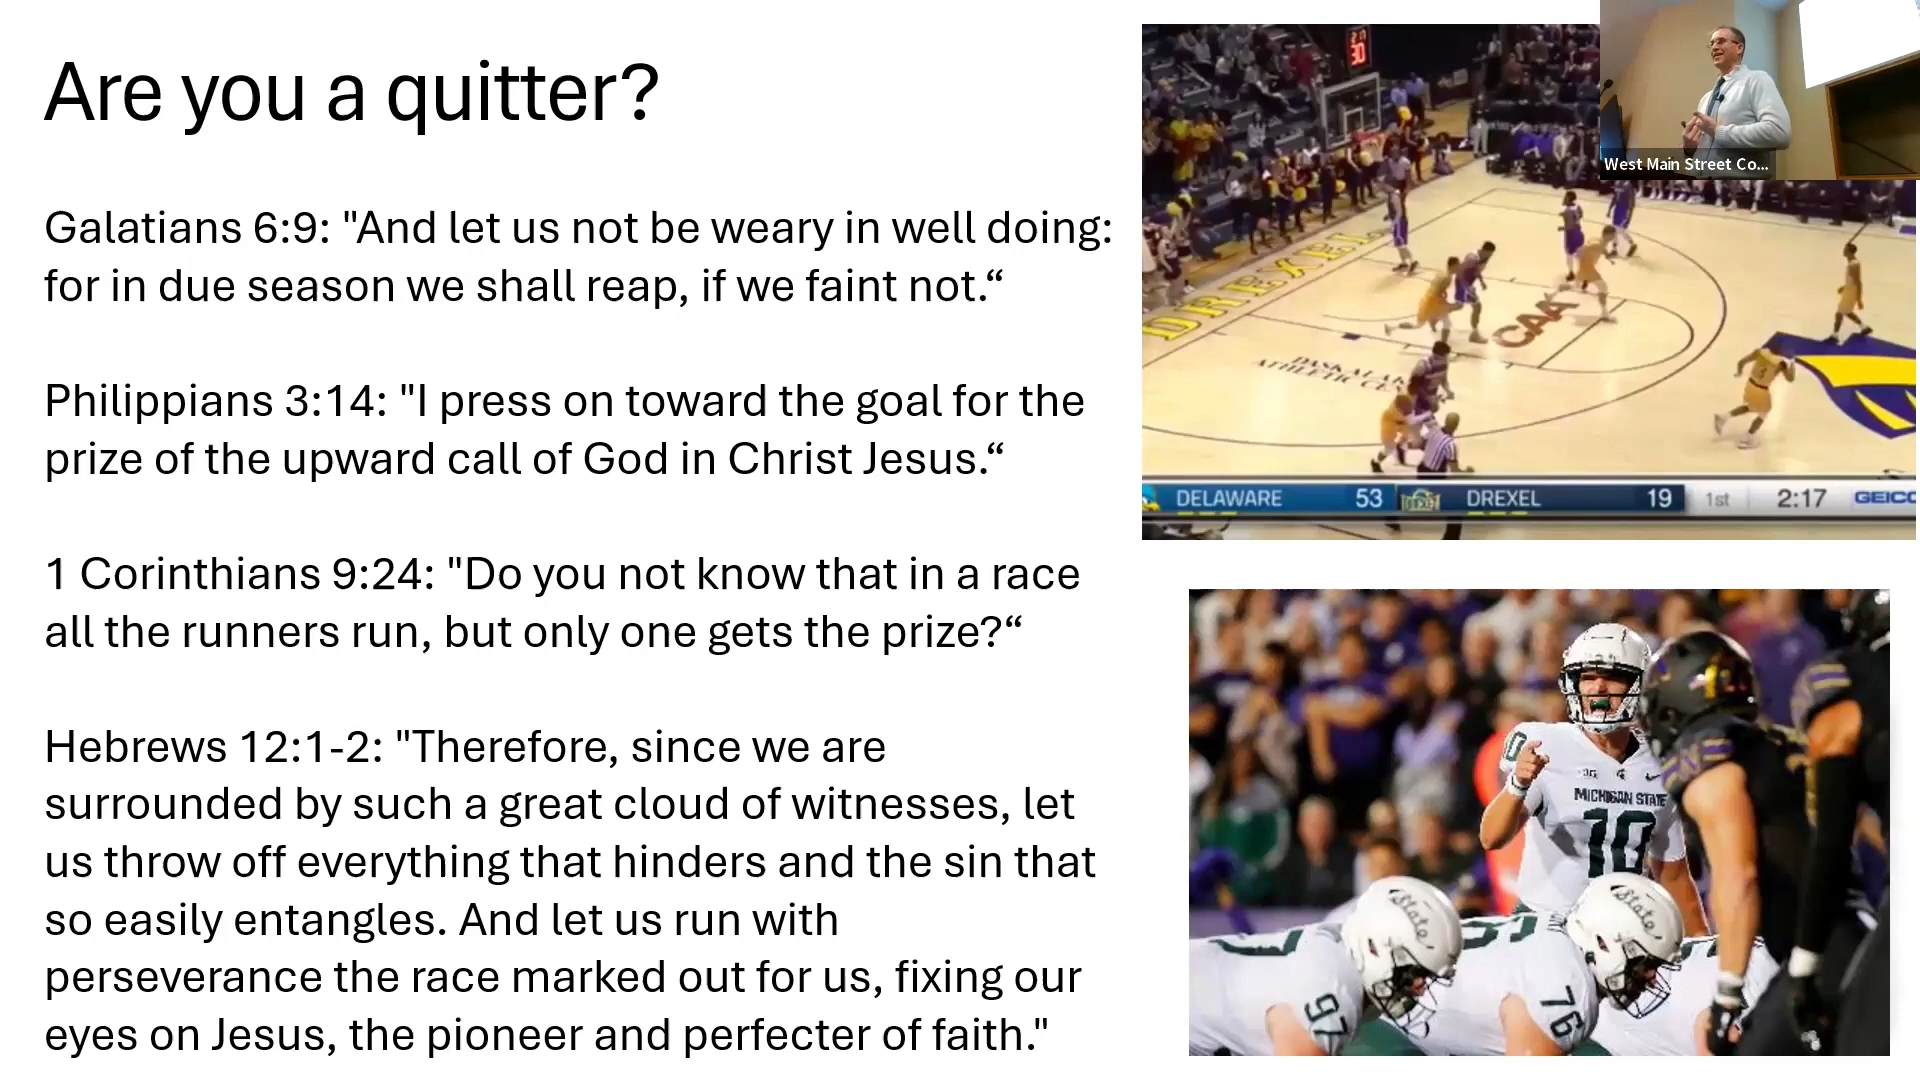 Are you a quitter?
Galatians 6:9: "And let us not be weary in well doing:
for in due season we shall reap, if we faint not.“
Philippians 3:14: "I press on toward the goal for the
prize of the upward call of God in Christ Jesus.“
1 Corinthians 9:24: "Do you not know that in a race
all the runners run, but only one gets the prize?“
Hebrews 12:1-2: "Therefore, since we are
surrounded by such a great cloud of witnesses, let
us throw off everything that hinders and the sin that
so easily entangles. And let us run with
perseverance the race marked out for us, fixing our
eyes on Jesus, the pioneer and perfecter of faith."
West Main Street Co...
30
DREXEL
CAA
ATHLETIC
DELAWARE 53 DREXEL 19 1st 2:17 GEICO
MICHIGAN STATE
10
State
State
97
76